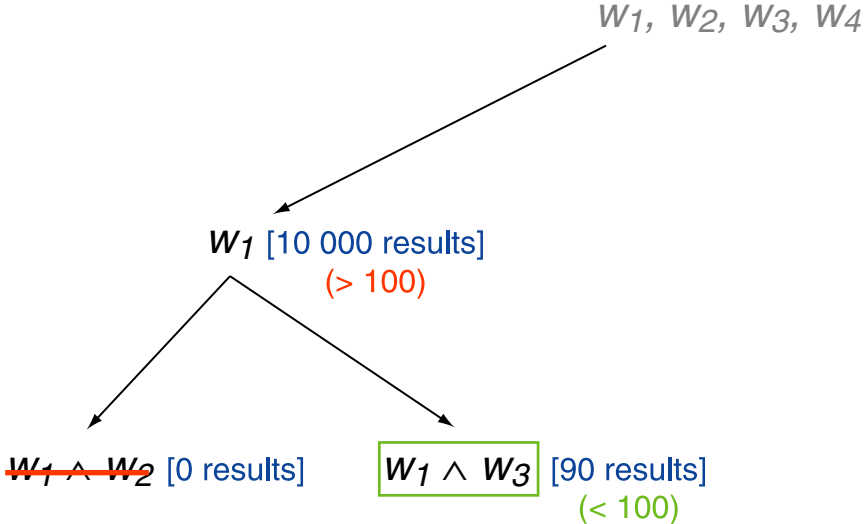 w1, w2, w3, w4
w1 [10 000 results]
(> 100)
w1 ∧ w2 [0 results]
w1 ∧ w3 [90 results]
(< 100)